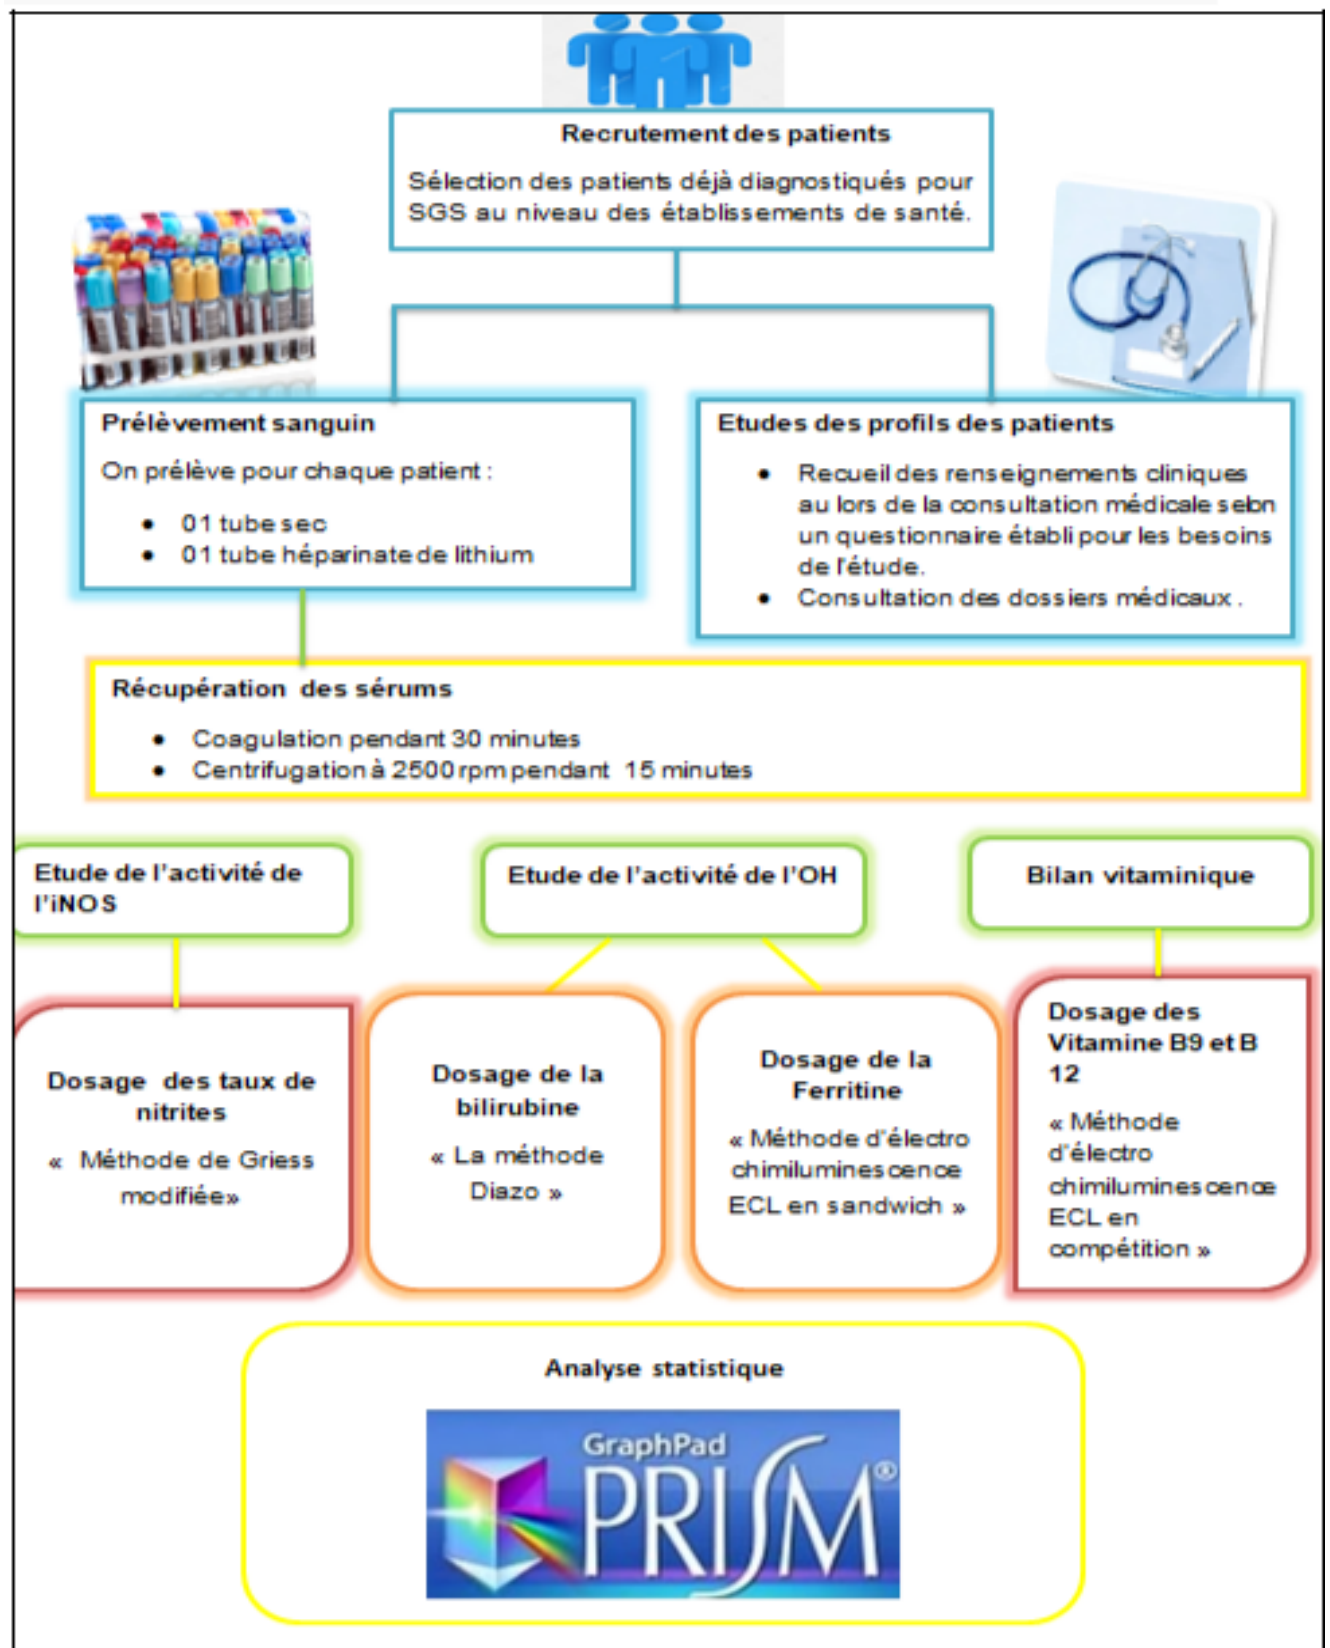 Recrutement des patients
Sélection des patients déjà diagnostiqués pour
SGS au niveau des établissements de santé.
Prélèvement sanguin
On prélève pour chaque patient :
• 01 tube sec
• 01 tube héparinate de lithium
Etudes des profils des patients
• Recueil des renseignements cliniques
au lors de la consultation médicale selon
un questionnaire établi pour les besoins
de l'étude.
• Consultation des dossiers médicaux .
Récupération des sérums
• Coagulation pendant 30 minutes
• Centrifugation à 2500 rpm pendant 15 minutes
Etude de l'activité de
l'iNOS
Etude de l'activité de l'OH
Bilan vitaminique
Dosage des taux de
nitrites
« Méthode de Griess
modifiée»
Dosage de la
bilirubine
« La méthode
Diazo »
Dosage de la
Ferritine
« Méthode d'électro
chimiluminescence
ECL en sandwich »
Dosage des
Vitamine B9 et B
12
« Méthode
d'électro
chimiluminescence
ECL en
compétition »
Analyse statistique
GraphPad
PRISM®